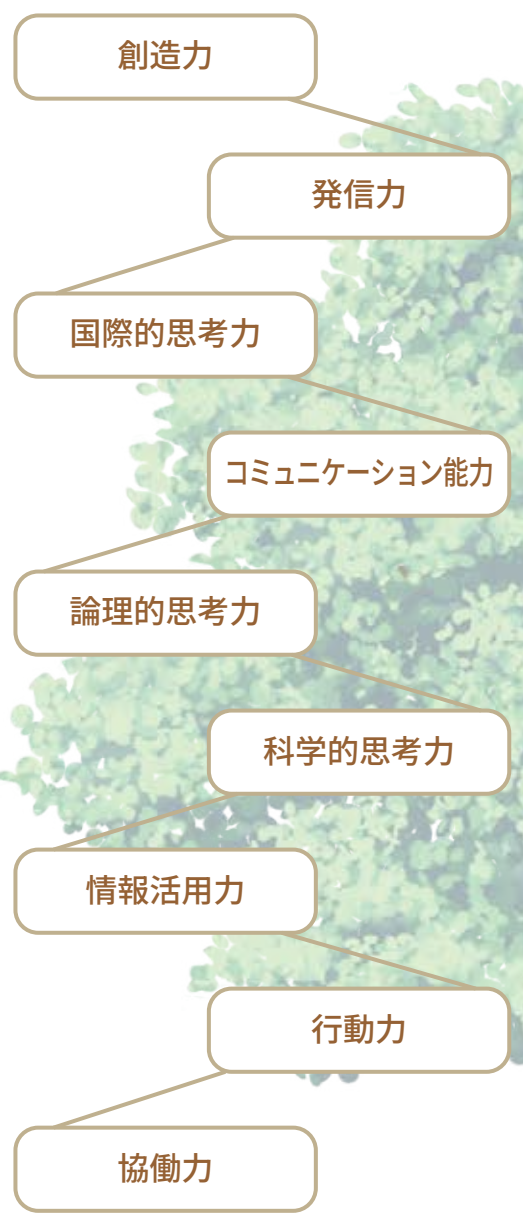 創造力
発信力
国際的思考力
コミュニケーション能力
論理的思考力
科学的思考力
情報活用力
行動力
協働力